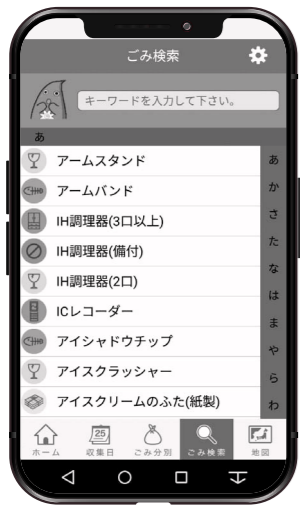 ごみ検索
キーワードを入力して下さい。
あ
アームスタンド
アームバンド
IH調理器(3口以上)
IH調理器(備付)
IH調理器(2口)
ICレコーダー
アイシャドウチップ
アイスクラッシャー
アイスクリームのふた(紙製)
あ
か
さ
た
な
は
ま
や
ら
わ
25
ホーム
収集日
ごみ分別
ごみ検索
地図